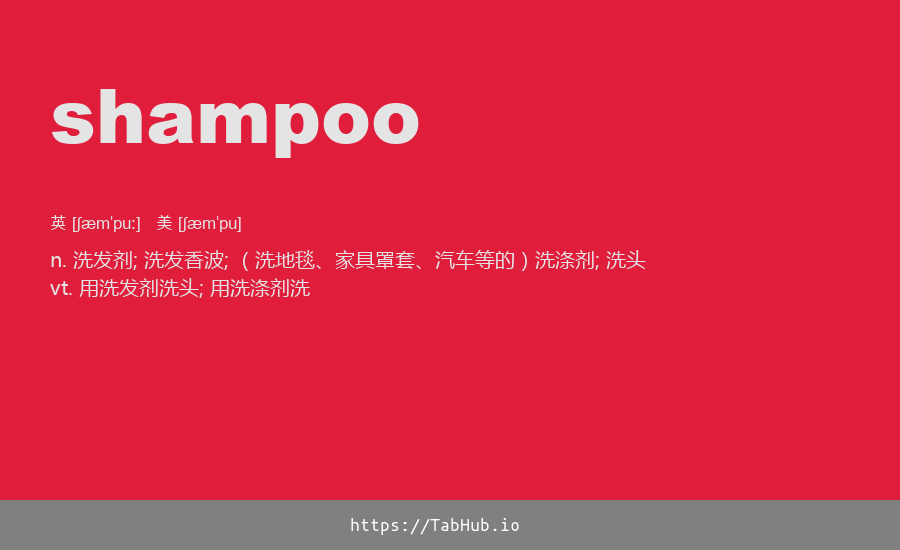 shampoo
英 [ʃæmˈpuː] 美 [ʃæmˈpu]
n. 洗发剂; 洗发香波; （洗地毯、家具罩套、汽车等的）洗涤剂; 洗头
vt. 用洗发剂洗头; 用洗涤剂洗
https://TabHub.io